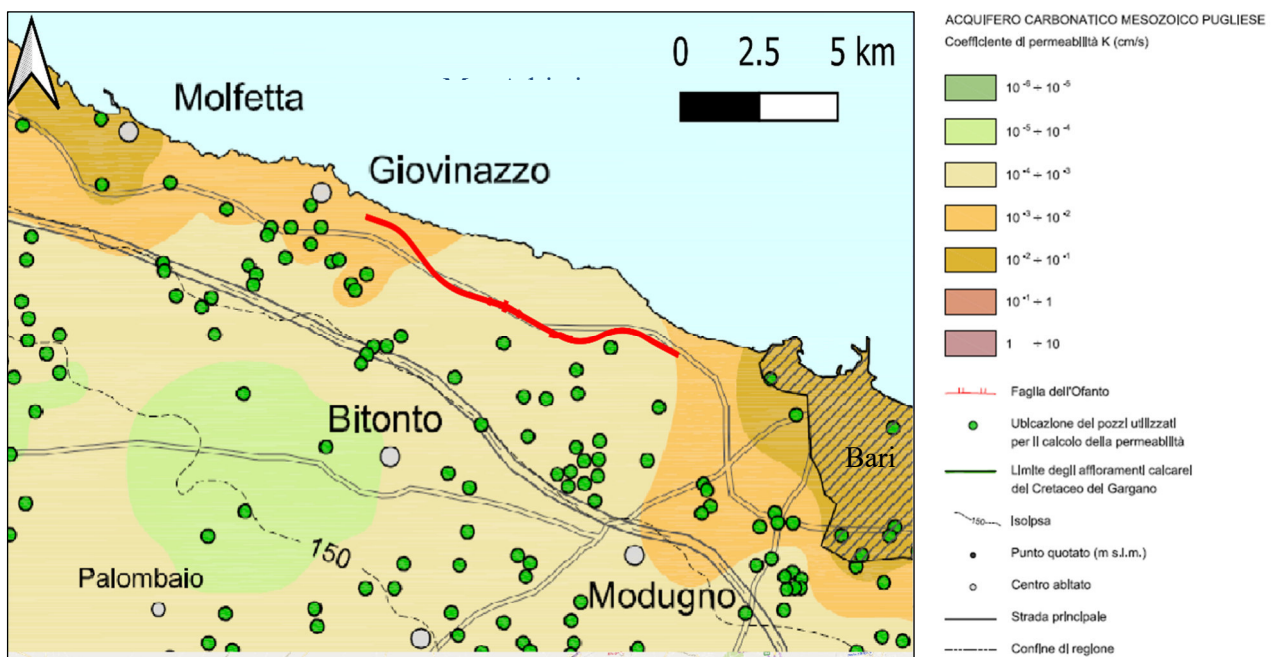 0 2.5 5 km
Molfetta
Giovinazzo
Bitonto
Bari
150
Palombaio
Modugno
ACQUIFERO CARBONATICO MESOZOICO PUGLIESE
Coefficiente di permeabilità K (cm/s)
10⁻⁶ ÷ 10⁻⁵
10⁻⁵ ÷ 10⁻⁴
10⁻⁴ ÷ 10⁻³
10⁻³ ÷ 10⁻²
10⁻² ÷ 10⁻¹
10⁻¹ ÷ 1
1 ÷ 10
Faglia dell'Ofanto
Ubicazione dei pozzi utilizzati
per il calcolo della permeabilità
Limite degli affioramenti calcarei
del Cretaceo del Gargano
150
Isoipsa
Punto quotato (m s.l.m.)
Centro abitato
Strada principale
Confine di regione